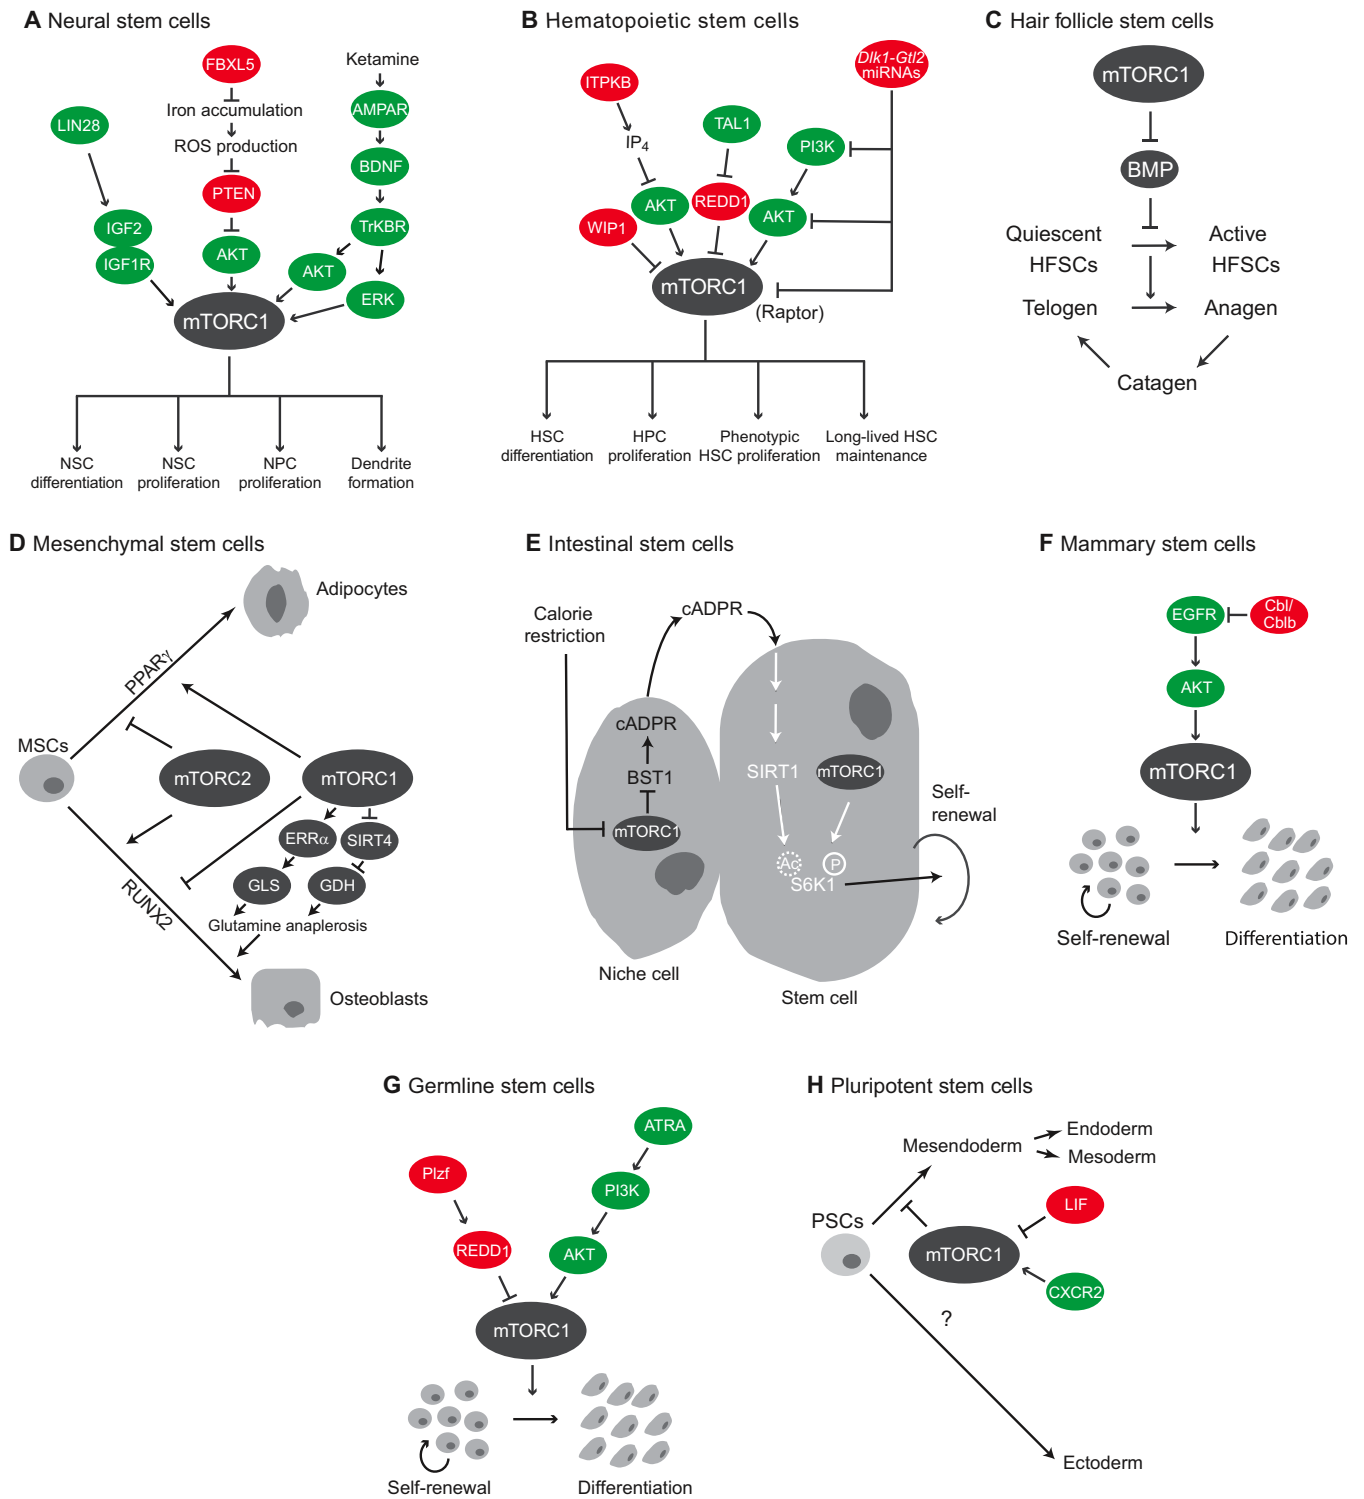 A Neural stem cells
FBXL5
Iron accumulation
ROS production
PTEN
AKT
LIN28
IGF2
IGF1R
Ketamine
AMPAR
BDNF
TrKBR
AKT
ERK
mTORC1
NSC
differentiation
NSC
proliferation
NPC
proliferation
Dendrite
formation
B Hematopoietic stem cells
ITPKB
IP4
AKT
WIP1
TAL1
REDD1
PI3K
AKT
Dlk1-Gtl2
miRNAs
mTORC1
(Raptor)
HSC
differentiation
HPC
proliferation
Phenotypic
HSC proliferation
Long-lived HSC
maintenance
C Hair follicle stem cells
mTORC1
BMP
Quiescent
HFSCs
Active
HFSCs
Telogen
Anagen
Catagen
D Mesenchymal stem cells
Adipocytes
PPARγ
MSCs
mTORC2
mTORC1
ERRα
SIRT4
GLS
GDH
Glutamine anaplerosis
RUNX2
Osteoblasts
E Intestinal stem cells
Calorie
restriction
cADPR
cADPR
BST1
mTORC1
Niche cell
SIRT1
mTORC1
Ac
P
S6K1
Self-
renewal
Stem cell
F Mammary stem cells
EGFR
Cbl/
Cblb
AKT
mTORC1
Self-renewal
Differentiation
G Germline stem cells
ATRA
Plzf
PI3K
REDD1
AKT
mTORC1
Self-renewal
Differentiation
H Pluripotent stem cells
Mesendoderm
Endoderm
Mesoderm
PSCs
LIF
mTORC1
CXCR2
?
Ectoderm